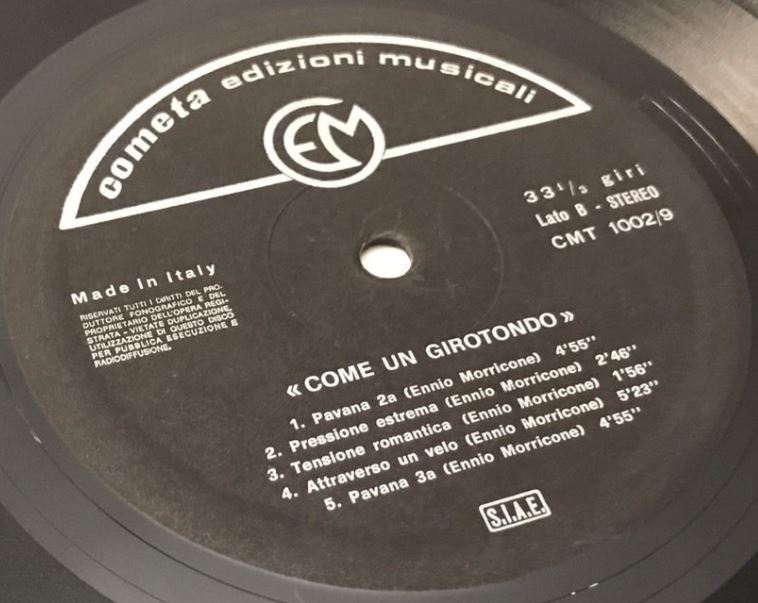 cometa edizioni musicali
CEM
33⅓ giri
Lato B - STEREO
CMT 1002/9
Made in Italy
RISERVATI TUTTI I DIRITTI DEL PRO-
DUTTORE FONOGRAFICO E DEL
PROPRIETARIO DELL'OPERA REGI-
STRATA - VIETATE DUPLICAZIONE,
UTILIZZAZIONE DI QUESTO DISCO
PER PUBBLICA ESECUZIONE E
RADIODIFFUSIONE.
«COME UN GIROTONDO»
1. Pavana 2a (Ennio Morricone) 4'55''
2. Pressione estrema (Ennio Morricone) 2'46''
3. Tensione romantica (Ennio Morricone) 1'56''
4. Attraverso un velo (Ennio Morricone) 5'23''
5. Pavana 3a (Ennio Morricone) 4'55''
S.I.A.E.